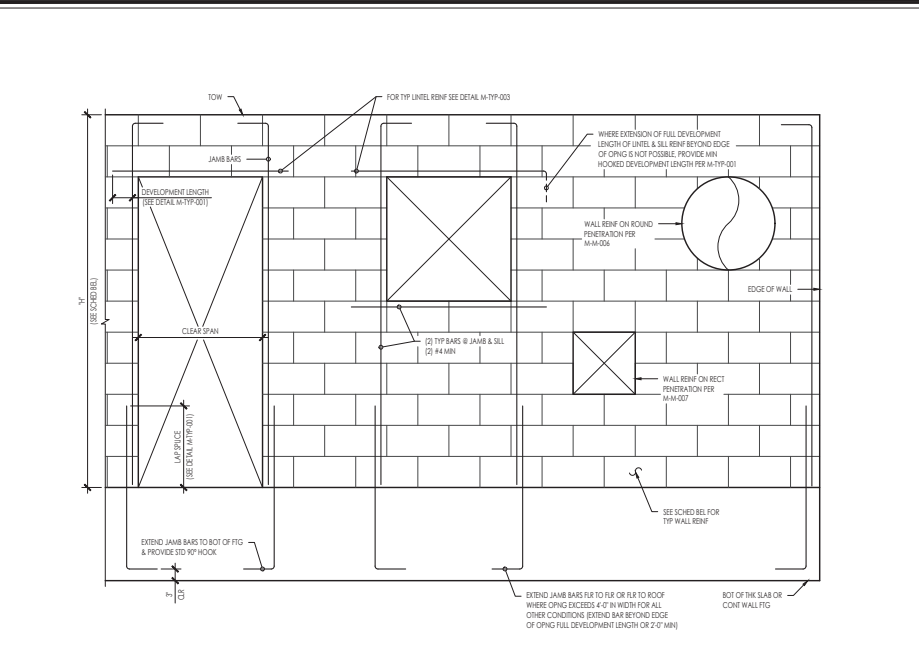 TOW
FOR TYP LINTEL REINF SEE DETAIL M-TYP-003
WHERE EXTENSION OF FULL DEVELOPMENT
LENGTH OF LINTEL & SILL REINF BEYOND EDGE
OF OPNG IS NOT POSSIBLE, PROVIDE MIN
HOOKED DEVELOPMENT LENGTH PER M-TYP-001
JAMB BARS
DEVELOPMENT LENGTH
(SEE DETAIL M-TYP-001)
WALL REINF ON ROUND
PENETRATION PER
M-M-006
EDGE OF WALL
"H"
(SEE SCHED BEL)
CLEAR SPAN
(2) TYP BARS @ JAMB & SILL
(2) #4 MIN
WALL REINF ON RECT
PENETRATION PER
M-M-007
LAP SPLICE
(SEE DETAIL M-TYP-001)
SEE SCHED BEL FOR
TYP WALL REINF
EXTEND JAMB BARS TO BOT OF FTG
& PROVIDE STD 90° HOOK
3"
CLR
EXTEND JAMB BARS FLR TO FLR OR FLR TO ROOF
WHERE OPNG EXCEEDS 4'-0" IN WIDTH FOR ALL
OTHER CONDITIONS (EXTEND BAR BEYOND EDGE
OF OPNG FULL DEVELOPMENT LENGTH OR 2'-0" MIN)
BOT OF THK SLAB OR
CONT WALL FTG